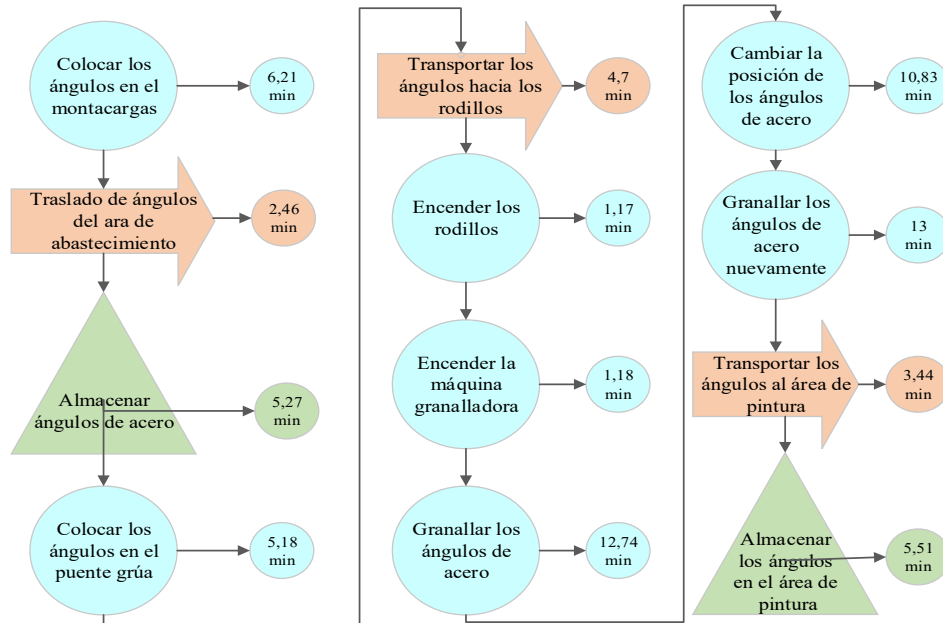 Colocar los
ángulos en el
montacargas
6,21
min
Traslado de ángulos
del ara de
abastecimiento
2,46
min
Almacenar
ángulos de acero
5,27
min
Colocar los
ángulos en el
puente grúa
5,18
min
Transportar los
ángulos hacia los
rodillos
4,7
min
Encender los
rodillos
1,17
min
Encender la
máquina
granalladora
1,18
min
Granallar los
ángulos de
acero
12,74
min
Cambiar la
posición de
los ángulos
de acero
10,83
min
Granallar los
ángulos de
acero
nuevamente
13
min
Transportar los
ángulos al área de
pintura
3,44
min
Almacenar
los ángulos
en el área de
pintura
5,51
min